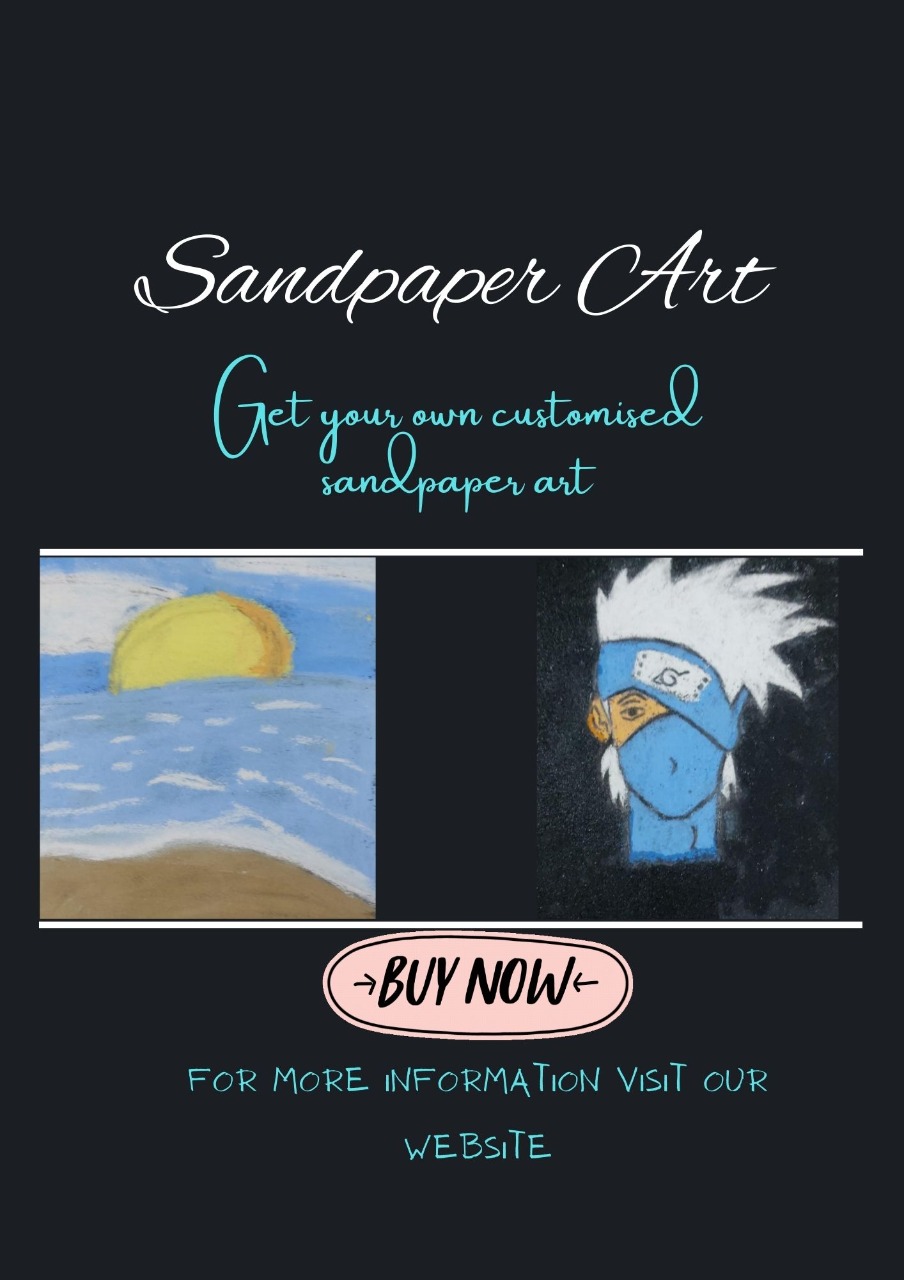 Sandpaper Art
Get your own customised
sandpaper art
→BUY NOW←
FOR MORE INFORMATION VISIT OUR
WEBSITE